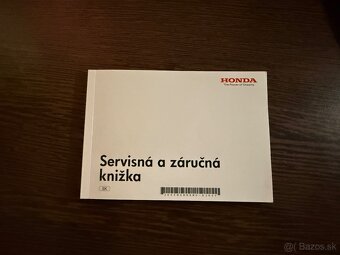 HONDA
The Power of Dreams
Servisná a záručná
knižka
SK
© Bazos.sk